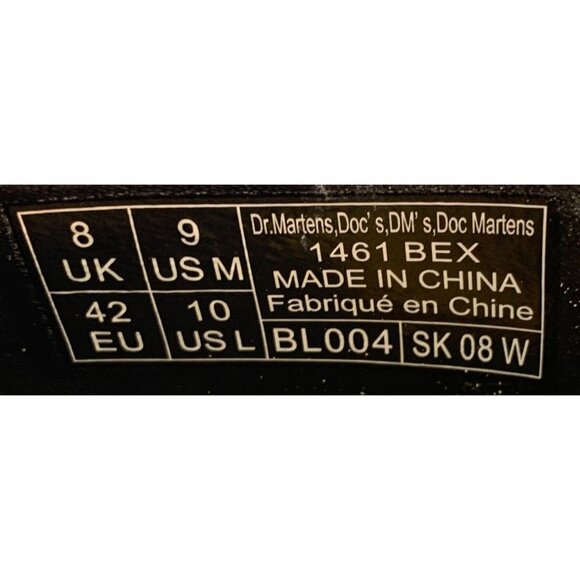 8
UK
9
US M
42
EU
10
US L
Dr.Martens,Doc's,DM's,Doc Martens
1461 BEX
MADE IN CHINA
Fabriqué en Chine
BL004
SK 08 W